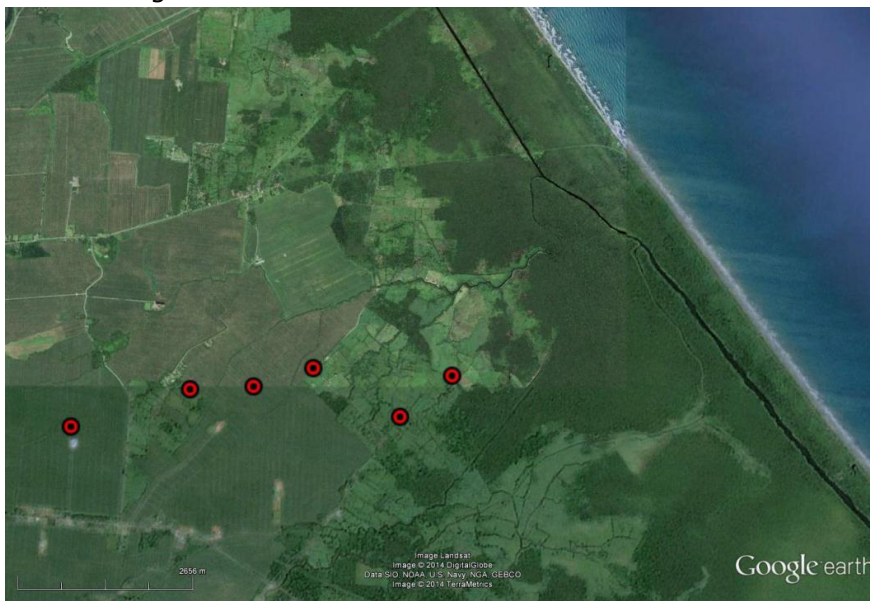 2656 m
Image Landsat
Image © 2014 DigitalGlobe
Data SIO, NOAA, U.S. Navy, NGA, GEBCO
Image © 2014 TerraMetrics
Google earth